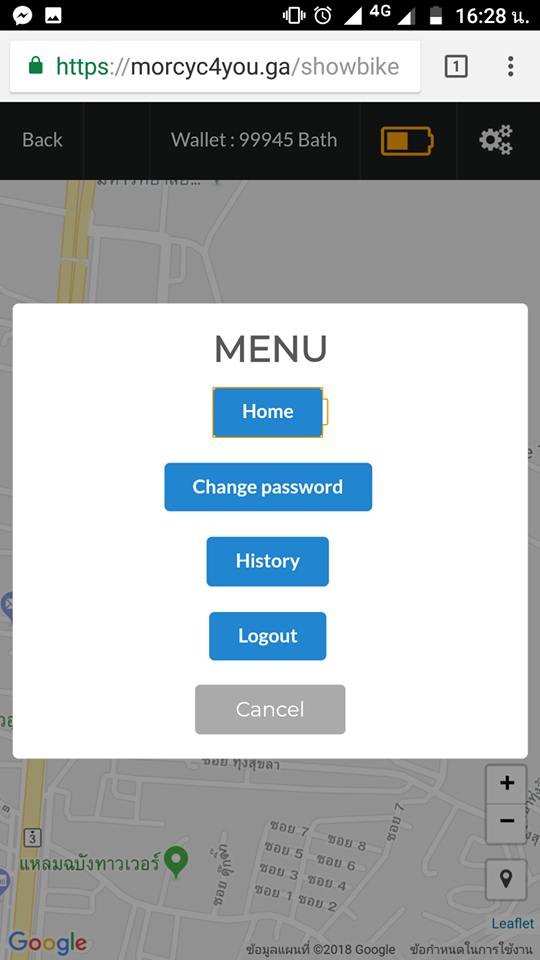 4G 16:28 น.
https://morcyc4you.ga/showbike 1
Back Wallet : 99945 Bath
MENU
Home
Change password
History
Logout
Cancel
ซอย ทุ่งสุขลา
+
−
3
แหลมฉบังทาวเวอร์
ซอย 7
ซอย 8
ซอย 7
ซอย 5
ซอย 6
ซอย 3
ซอย 4
ซอย 1
ซอย 2
Leaflet
Google
ข้อมูลแผนที่ ©2018 Google ข้อกำหนดในการใช้งาน